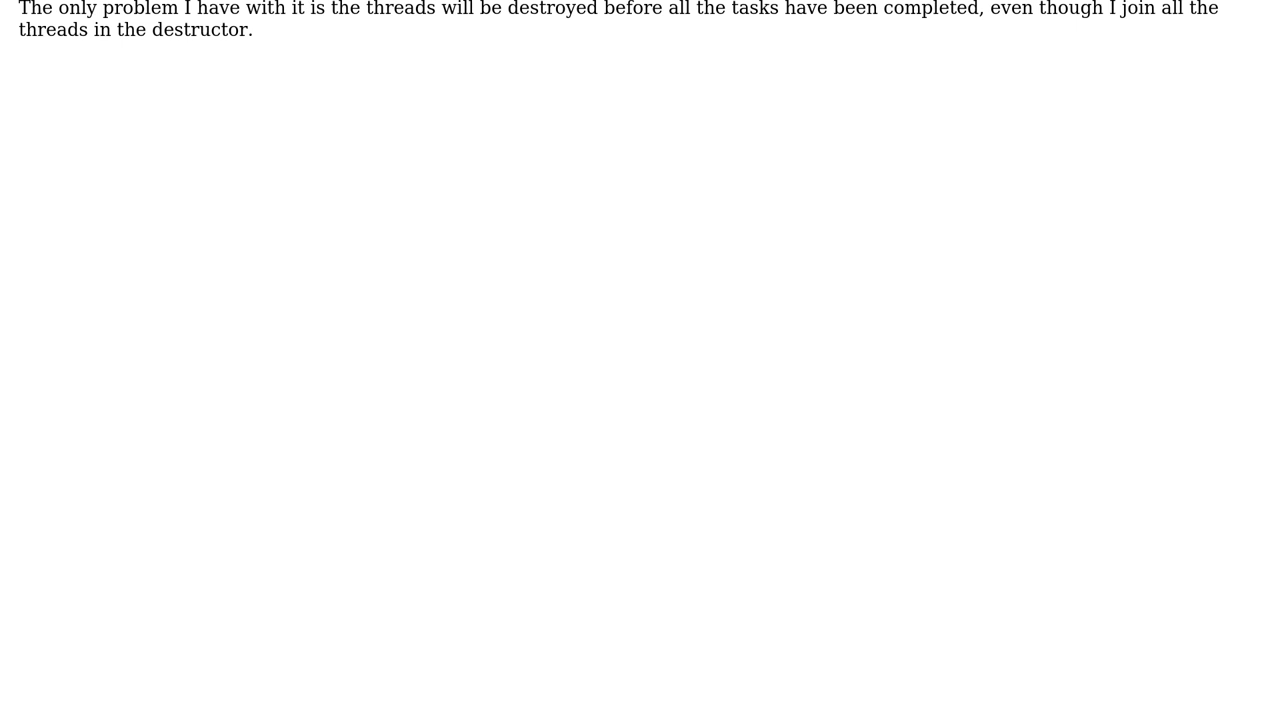 The only problem I have with it is the threads will be destroyed before all the tasks have been completed, even though I join all the
threads in the destructor.